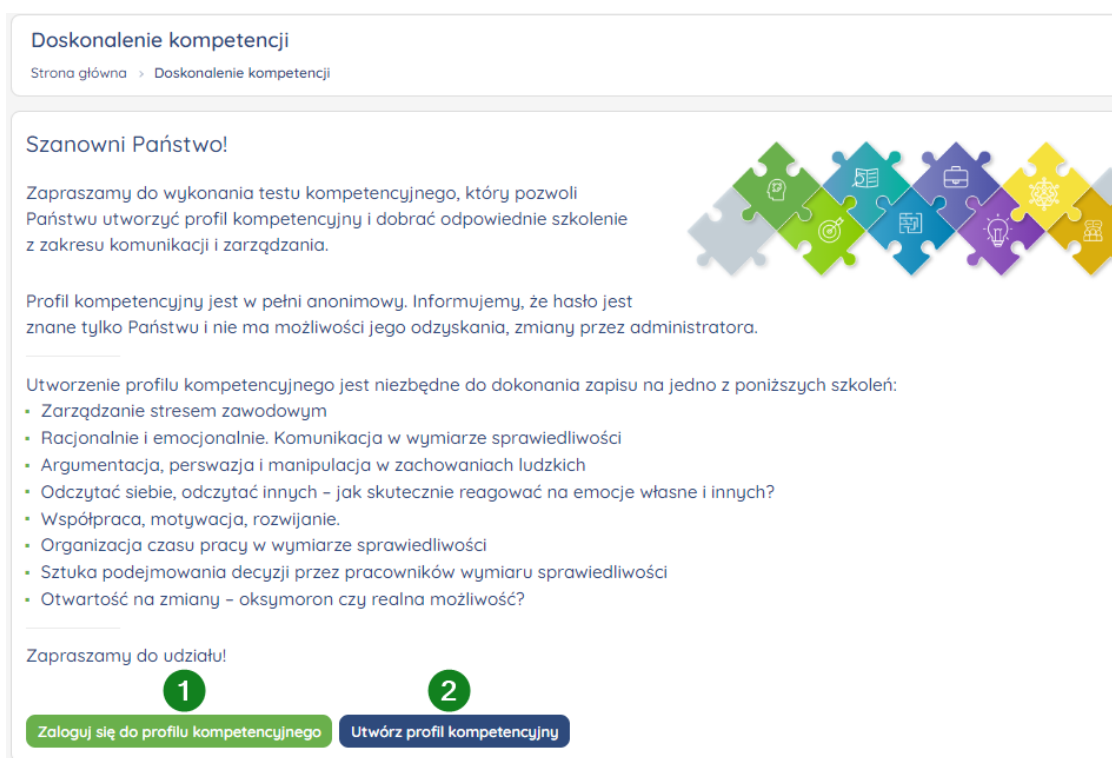 Doskonalenie kompetencji
Strona główna › Doskonalenie kompetencji
Szanowni Państwo!
Zapraszamy do wykonania testu kompetencyjnego, który pozwoli
Państwu utworzyć profil kompetencyjny i dobrać odpowiednie szkolenie
z zakresu komunikacji i zarządzania.
Profil kompetencyjny jest w pełni anonimowy. Informujemy, że hasło jest
znane tylko Państwu i nie ma możliwości jego odzyskania, zmiany przez administratora.
Utworzenie profilu kompetencyjnego jest niezbędne do dokonania zapisu na jedno z poniższych szkoleń:
▪ Zarządzanie stresem zawodowym
▪ Racjonalnie i emocjonalnie. Komunikacja w wymiarze sprawiedliwości
▪ Argumentacja, perswazja i manipulacja w zachowaniach ludzkich
▪ Odczytać siebie, odczytać innych – jak skutecznie reagować na emocje własne i innych?
▪ Współpraca, motywacja, rozwijanie.
▪ Organizacja czasu pracy w wymiarze sprawiedliwości
▪ Sztuka podejmowania decyzji przez pracowników wymiaru sprawiedliwości
▪ Otwartość na zmiany – oksymoron czy realna możliwość?
Zapraszamy do udziału!
1 2
Zaloguj się do profilu kompetencyjnego Utwórz profil kompetencyjny